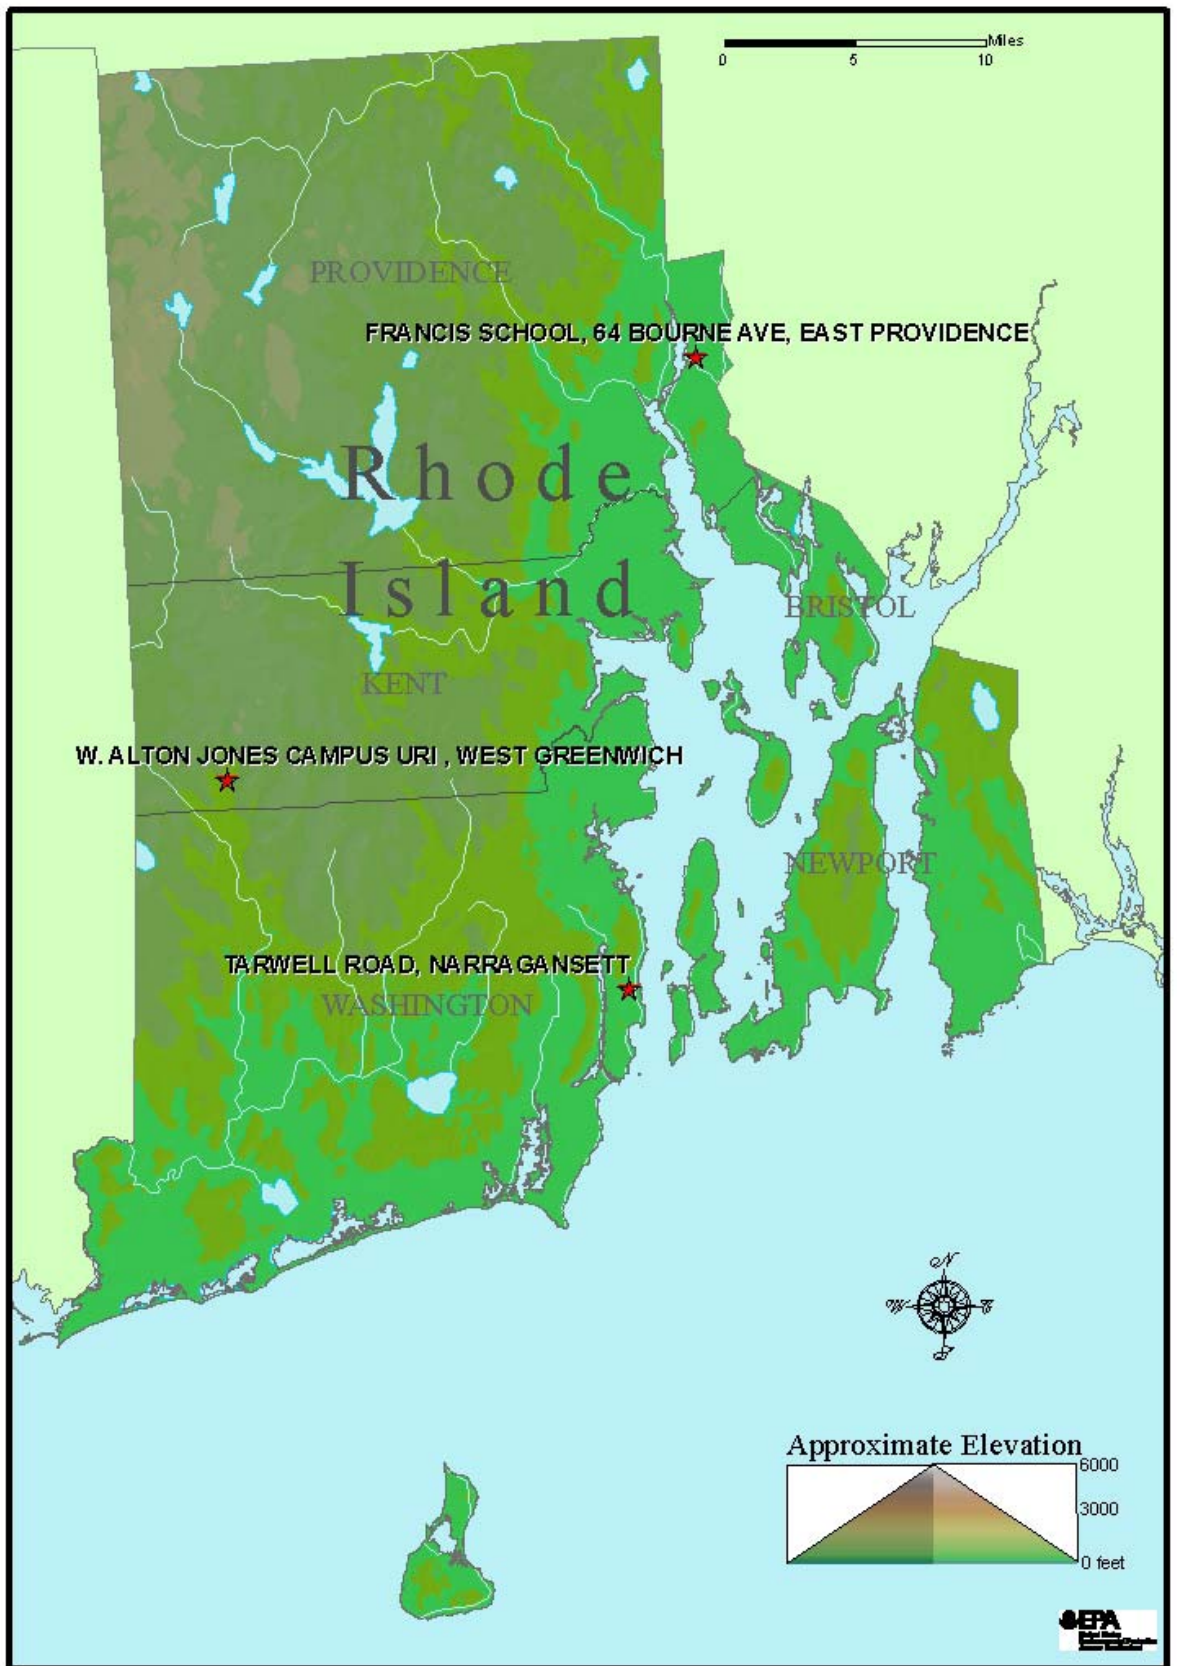 Miles
0 5 10
PROVIDENCE
FRANCIS SCHOOL, 64 BOURNE AVE, EAST PROVIDENCE
Rhode
Island
BRISTOL
KENT
W. ALTON JONES CAMPUS URI , WEST GREENWICH
NEWPORT
TARWELL ROAD, NARRAGANSETT
WASHINGTON
N
W E
S
Approximate Elevation
6000
3000
0 feet
EPA